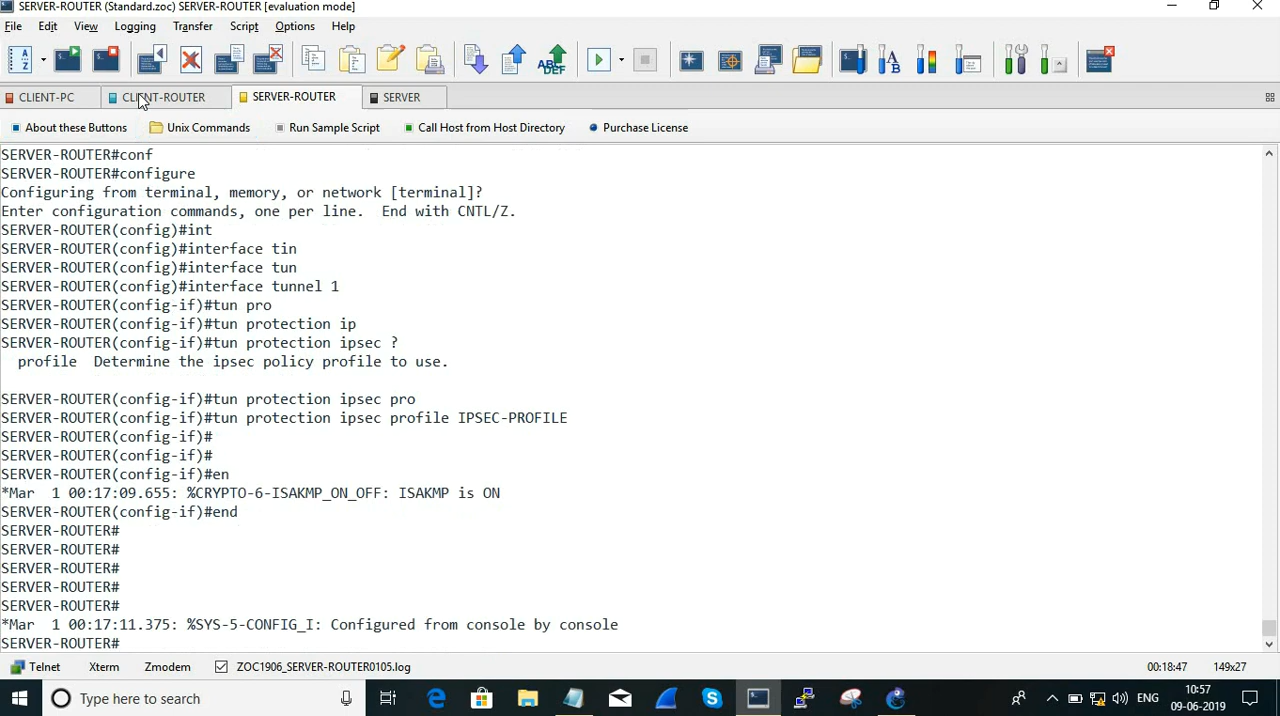 SERVER-ROUTER (Standard.zoc) SERVER-ROUTER [evaluation mode]
File Edit View Logging Transfer Script Options Help
CLIENT-PC CLIENT-ROUTER SERVER-ROUTER SERVER
About these Buttons Unix Commands Run Sample Script Call Host from Host Directory Purchase License
SERVER-ROUTER#conf
SERVER-ROUTER#configure
Configuring from terminal, memory, or network [terminal]?
Enter configuration commands, one per line.  End with CNTL/Z.
SERVER-ROUTER(config)#int
SERVER-ROUTER(config)#interface tin
SERVER-ROUTER(config)#interface tun
SERVER-ROUTER(config)#interface tunnel 1
SERVER-ROUTER(config-if)#tun pro
SERVER-ROUTER(config-if)#tun protection ip
SERVER-ROUTER(config-if)#tun protection ipsec ?
  profile  Determine the ipsec policy profile to use.
SERVER-ROUTER(config-if)#tun protection ipsec pro
SERVER-ROUTER(config-if)#tun protection ipsec profile IPSEC-PROFILE
SERVER-ROUTER(config-if)#
SERVER-ROUTER(config-if)#
SERVER-ROUTER(config-if)#en
*Mar  1 00:17:09.655: %CRYPTO-6-ISAKMP_ON_OFF: ISAKMP is ON
SERVER-ROUTER(config-if)#end
SERVER-ROUTER#
SERVER-ROUTER#
SERVER-ROUTER#
SERVER-ROUTER#
SERVER-ROUTER#
*Mar  1 00:17:11.375: %SYS-5-CONFIG_I: Configured from console by console
SERVER-ROUTER#
Telnet Xterm Zmodem ZOC1906_SERVER-ROUTER0105.log 00:18:47 149x27
Type here to search ENG 10:57
09-06-2019